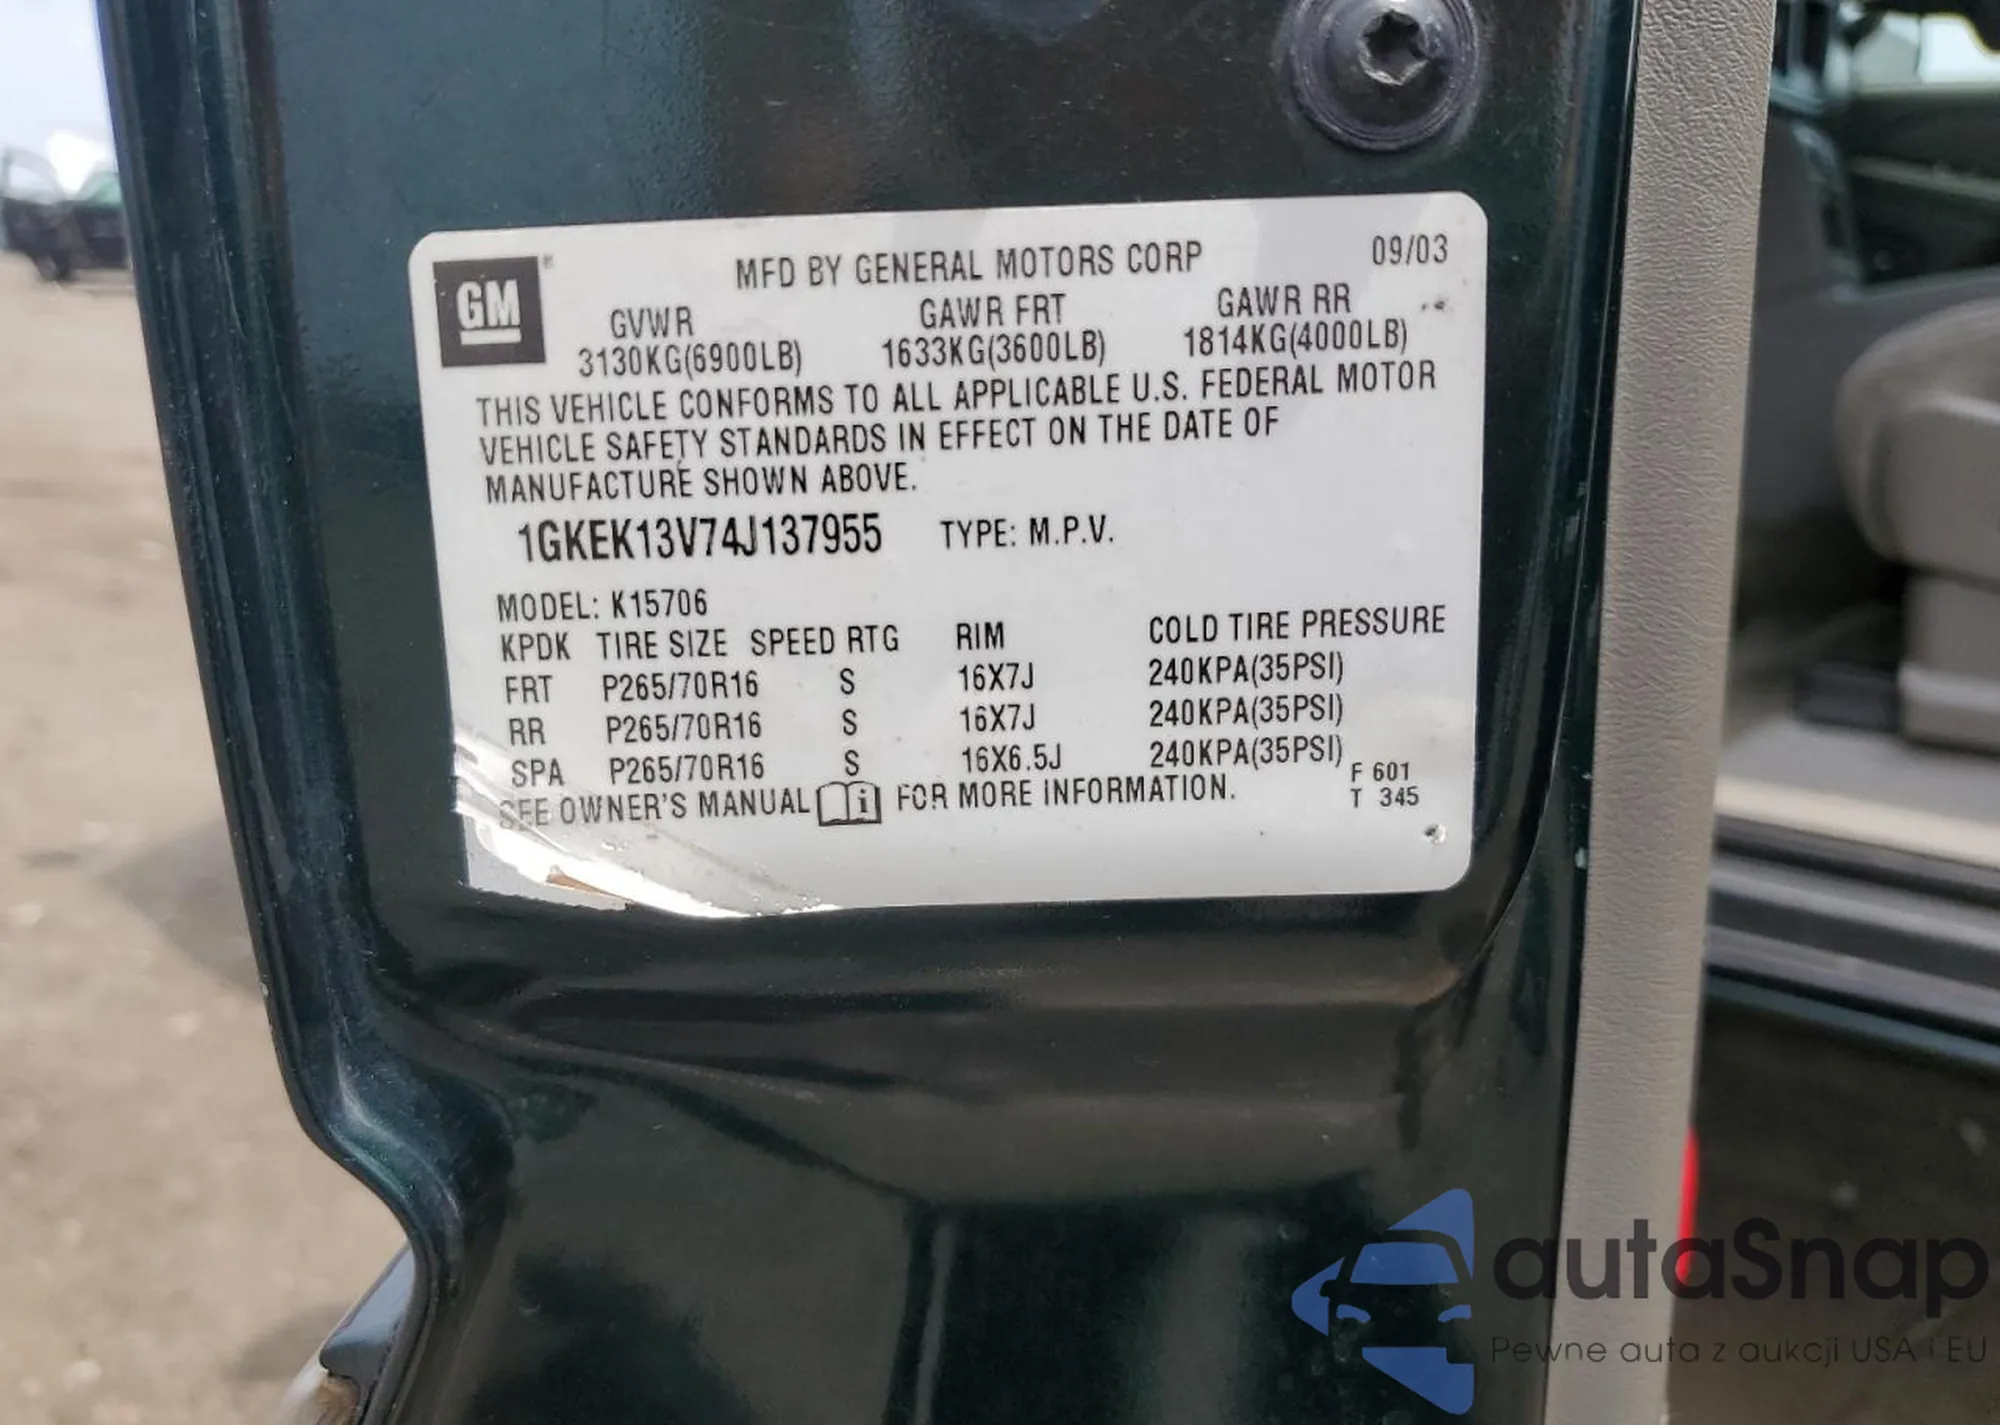 GM
MFD BY GENERAL MOTORS CORP 09/03
GVWR GAWR FRT GAWR RR
3130KG(6900LB) 1633KG(3600LB) 1814KG(4000LB)
THIS VEHICLE CONFORMS TO ALL APPLICABLE U.S. FEDERAL MOTOR
VEHICLE SAFETY STANDARDS IN EFFECT ON THE DATE OF
MANUFACTURE SHOWN ABOVE.
1GKEK13V74J137955 TYPE: M.P.V.
MODEL: K15706
KPDK TIRE SIZE SPEED RTG RIM COLD TIRE PRESSURE
FRT P265/70R16 S 16X7J 240KPA(35PSI)
RR P265/70R16 S 16X7J 240KPA(35PSI)
SPA P265/70R16 S 16X6.5J 240KPA(35PSI)
SEE OWNER'S MANUAL i FOR MORE INFORMATION.
F 601
T 345
autaSnap
Pewne auta z aukcji USA i EU